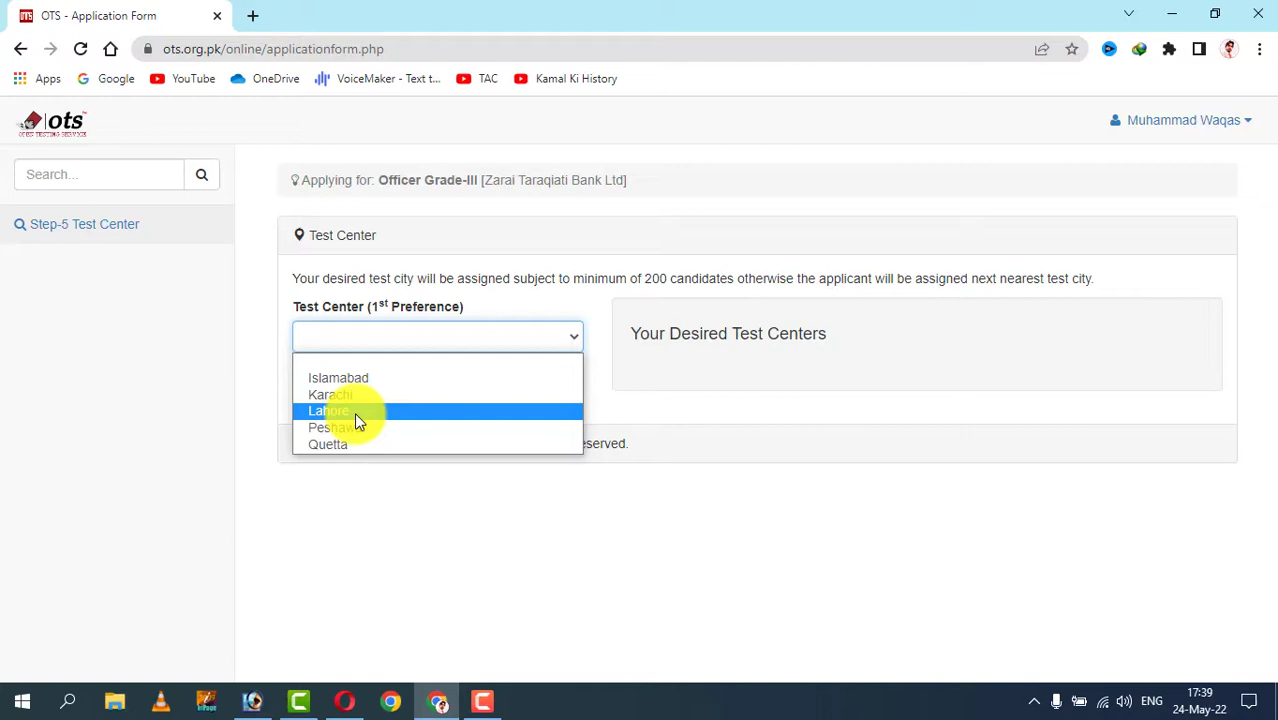 OTS - Application Form
ots.org.pk/online/applicationform.php
Apps
Google
YouTube
OneDrive
VoiceMaker - Text t...
TAC
Kamal Ki History
ots
OPEN TESTING SERVICE
Muhammad Waqas
Search...
Applying for: Officer Grade-III [Zarai Taraqiati Bank Ltd]
Step-5 Test Center
Test Center
Your desired test city will be assigned subject to minimum of 200 candidates otherwise the applicant will be assigned next nearest test city.
Test Center (1st Preference)
Your Desired Test Centers
Islamabad
Karachi
Lahore
Peshawar
Quetta
eserved.
ENG
17:39
24-May-22